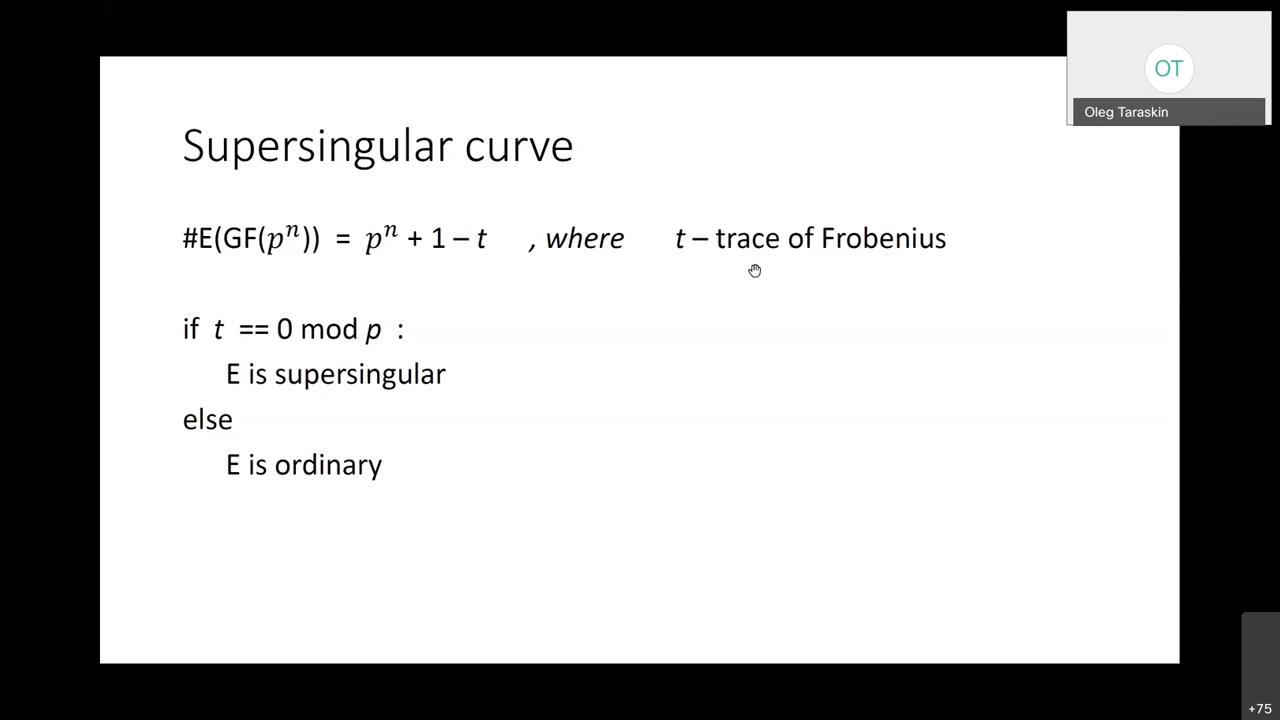 OT
Oleg Taraskin
Supersingular curve
#E(GF(pⁿ)) = pⁿ + 1 – t , where t – trace of Frobenius
if t == 0 mod p :
E is supersingular
else
E is ordinary
+75